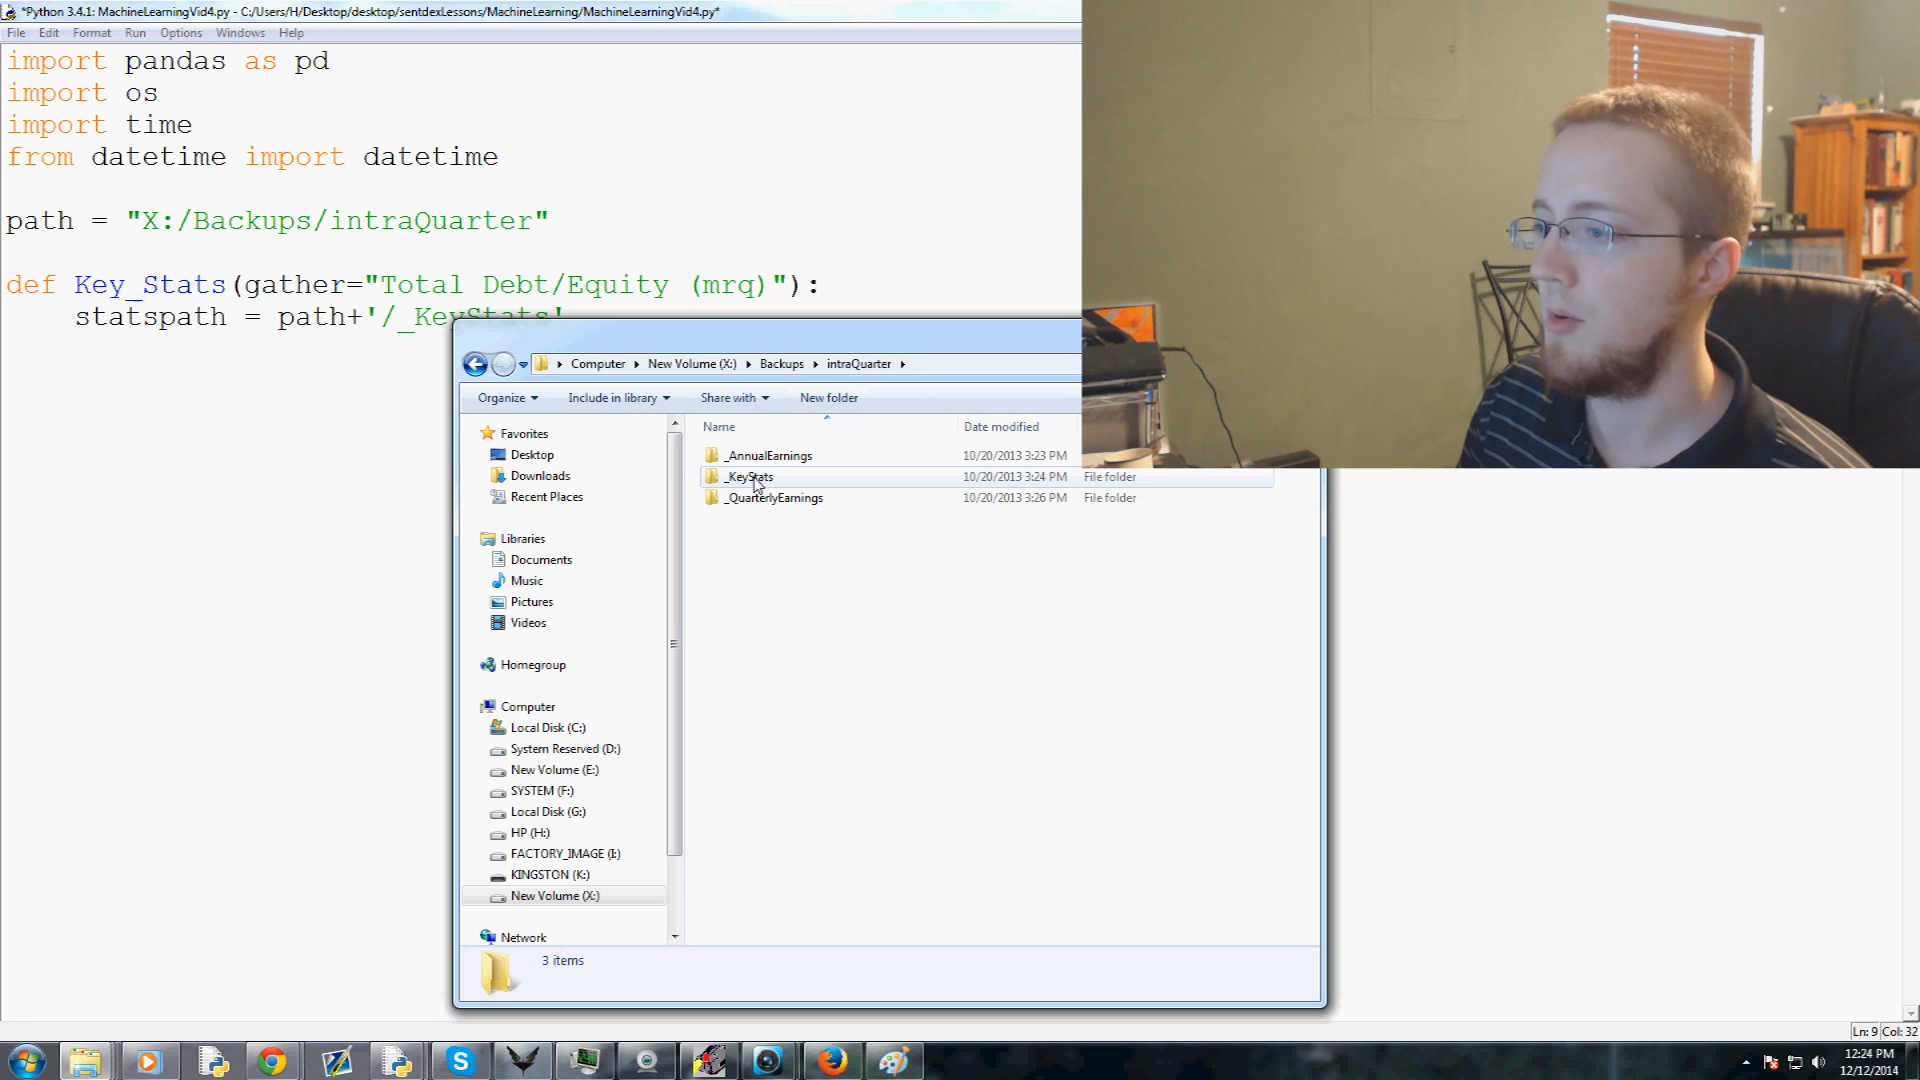 *Python 3.4.1: MachineLearningVid4.py - C:/Users/H/Desktop/desktop/sentdexLessons/MachineLearning/MachineLearningVid4.py*
File Edit Format Run Options Windows Help
import pandas as pd
import os
import time
from datetime import datetime
path = "X:/Backups/intraQuarter"
def Key_Stats(gather="Total Debt/Equity (mrq)"):
statspath = path+'/_KeyStats'
Computer New Volume (X:) Backups intraQuarter
Organize Include in library Share with New folder
Name Date modified
_AnnualEarnings 10/20/2013 3:23 PM
_KeyStats 10/20/2013 3:24 PM File folder
_QuarterlyEarnings 10/20/2013 3:26 PM File folder
Favorites
Desktop
Downloads
Recent Places
Libraries
Documents
Music
Pictures
Videos
Homegroup
Computer
Local Disk (C:)
System Reserved (D:)
New Volume (E:)
SYSTEM (F:)
Local Disk (G:)
HP (H:)
FACTORY_IMAGE (I:)
KINGSTON (K:)
New Volume (X:)
Network
3 items
Ln: 9 Col: 32
12:24 PM
12/12/2014